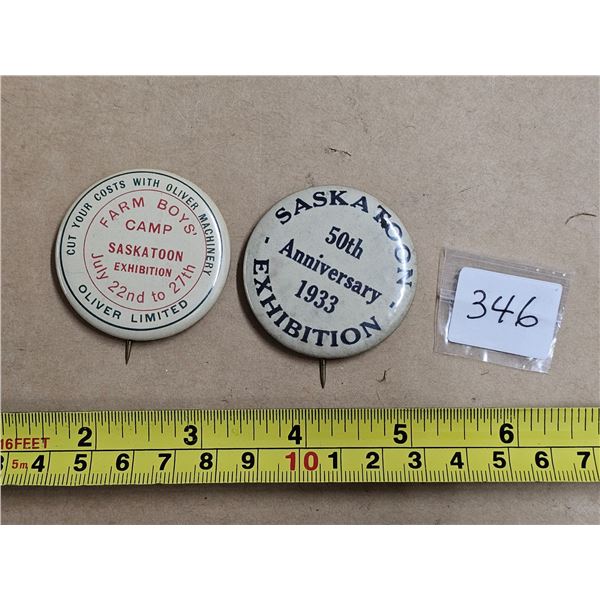 CUT YOUR COSTS WITH OLIVER MACHINERY
FARM BOYS'
CAMP
SASKATOON
EXHIBITION
July 22nd to 27th
OLIVER LIMITED
SASKATOON
50th
Anniversary
1933
- EXHIBITION -
346
16FEET 2 3 4 5 6
3 5m 4 5 6 7 8 9 10 1 2 3 4 5 6 7